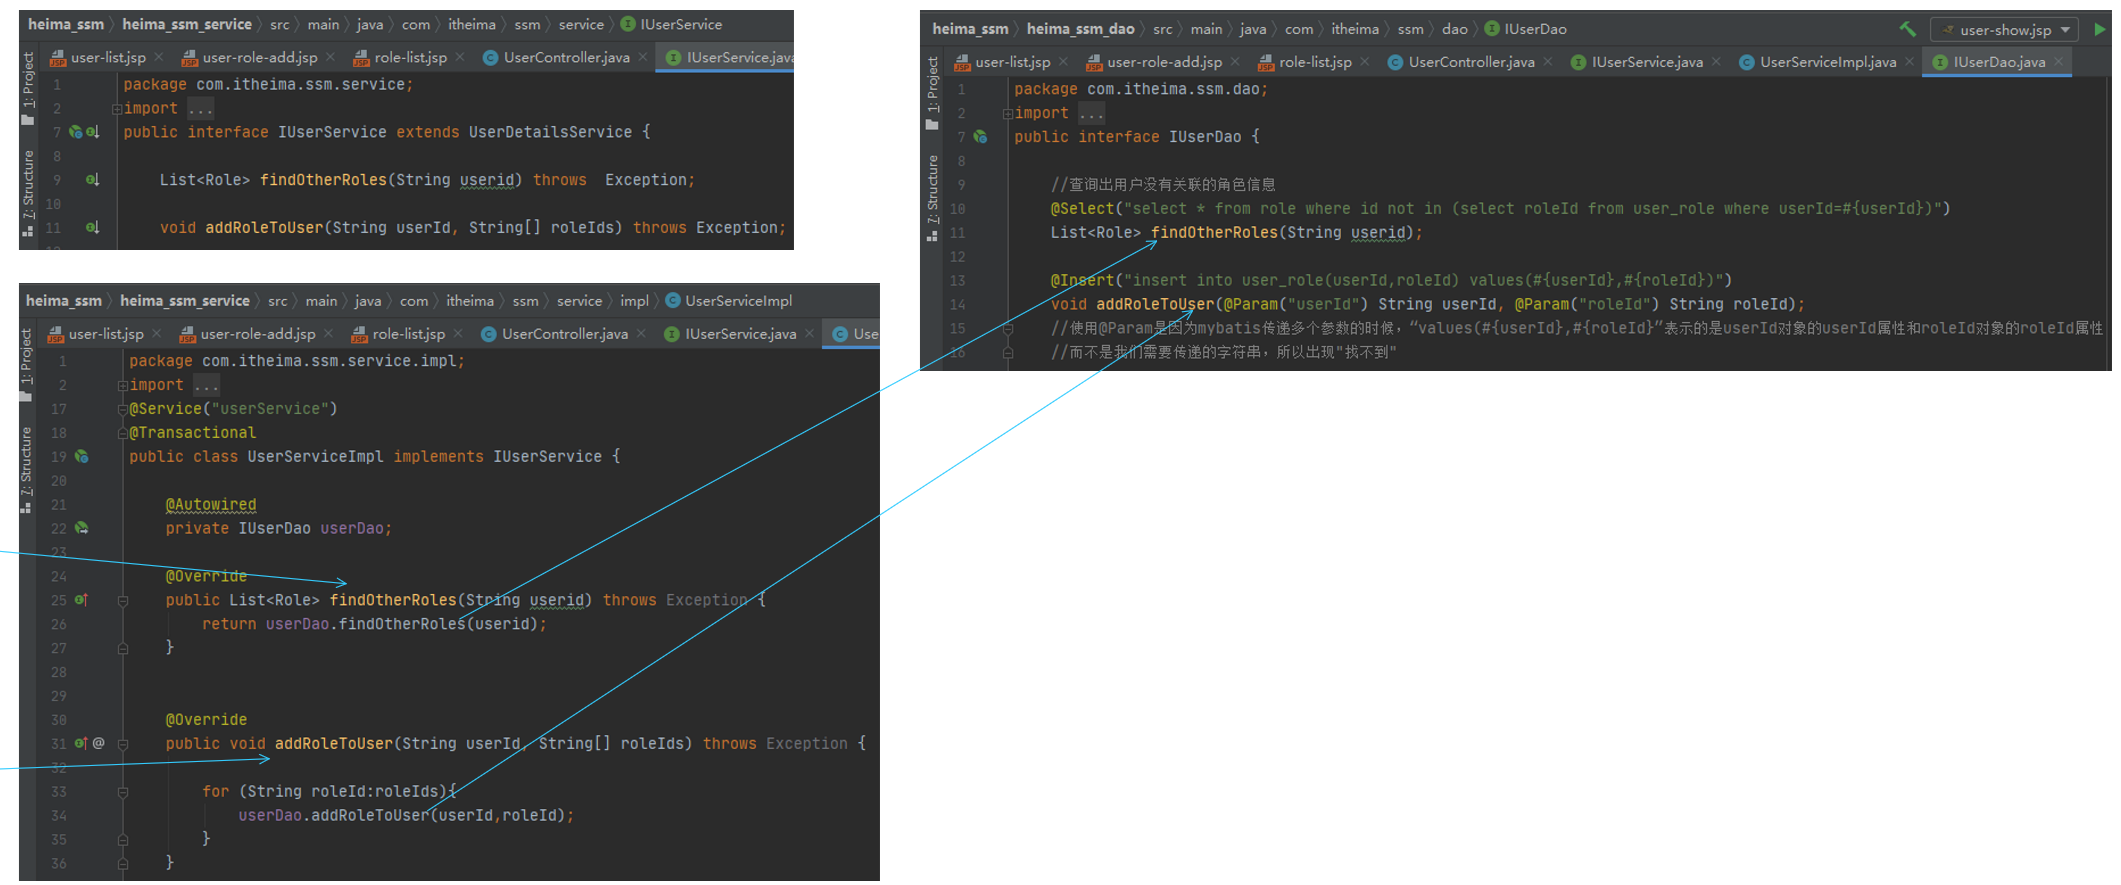 heima_ssm 〉 heima_ssm_service 〉 src 〉 main 〉 java 〉 com 〉 itheima 〉 ssm 〉 service 〉 IUserService
user-list.jsp × user-role-add.jsp × role-list.jsp × UserController.java × IUserService.java
1: Project
7: Structure
1 package com.itheima.ssm.service;
2 import ...
7 public interface IUserService extends UserDetailsService {
8
9 List<Role> findOtherRoles(String userid) throws  Exception;
10
11 void addRoleToUser(String userId, String[] roleIds) throws Exception;
heima_ssm 〉 heima_ssm_service 〉 src 〉 main 〉 java 〉 com 〉 itheima 〉 ssm 〉 service 〉 impl 〉 UserServiceImpl
user-list.jsp × user-role-add.jsp × role-list.jsp × UserController.java × IUserService.java × Use
1: Project
7: Structure
1 package com.itheima.ssm.service.impl;
2 import ...
17 @Service("userService")
18 @Transactional
19 public class UserServiceImpl implements IUserService {
20
21 @Autowired
22 private IUserDao userDao;
23
24 @Override
25 public List<Role> findOtherRoles(String userid) throws Exception {
26 return userDao.findOtherRoles(userid);
27 }
28
29
30 @Override
31 @ public void addRoleToUser(String userId, String[] roleIds) throws Exception {
32
33 for (String roleId:roleIds){
34 userDao.addRoleToUser(userId,roleId);
35 }
36 }
heima_ssm 〉 heima_ssm_dao 〉 src 〉 main 〉 java 〉 com 〉 itheima 〉 ssm 〉 dao 〉 IUserDao
user-show.jsp
user-list.jsp × user-role-add.jsp × role-list.jsp × UserController.java × IUserService.java × UserServiceImpl.java × IUserDao.java ×
1: Project
7: Structure
1 package com.itheima.ssm.dao;
2 import ...
7 public interface IUserDao {
8
9 //查询出用户没有关联的角色信息
10 @Select("select * from role where id not in (select roleId from user_role where userId=#{userId})")
11 List<Role> findOtherRoles(String userid);
12
13 @Insert("insert into user_role(userId,roleId) values(#{userId},#{roleId})")
14 void addRoleToUser(@Param("userId") String userId, @Param("roleId") String roleId);
15 //使用@Param是因为mybatis传递多个参数的时候，“values(#{userId},#{roleId}”表示的是userId对象的userId属性和roleId对象的roleId属性
16 //而不是我们需要传递的字符串，所以出现"找不到"